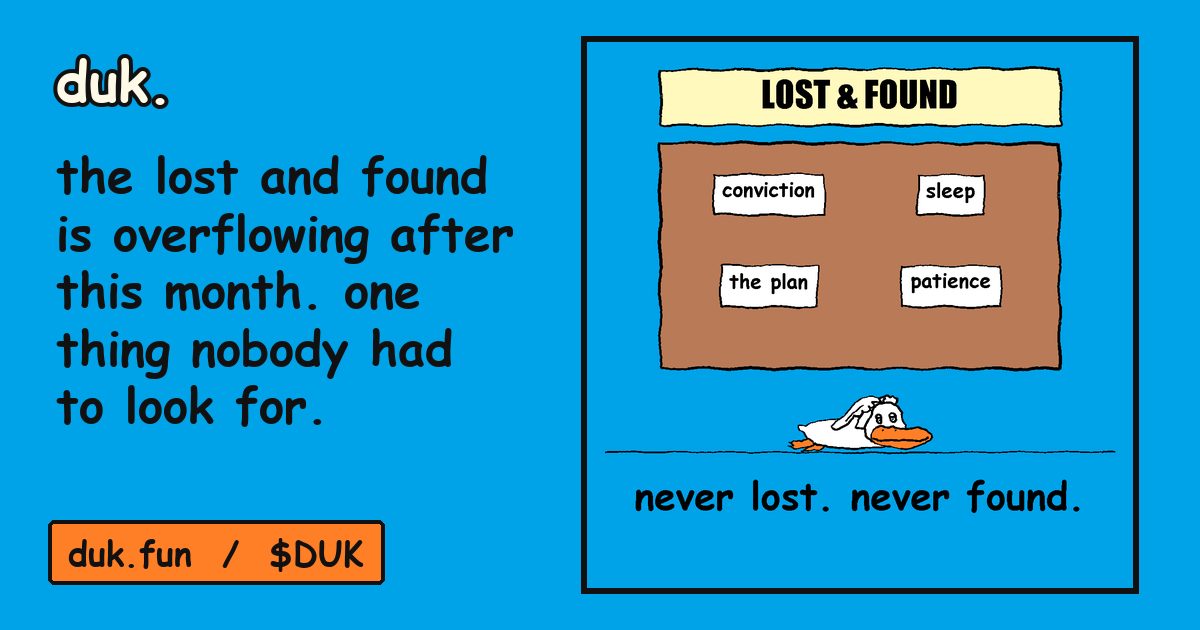 duk.
the lost and found
is overflowing after
this month. one
thing nobody had
to look for.
duk.fun / $DUK
LOST & FOUND
conviction
sleep
the plan
patience
never lost. never found.